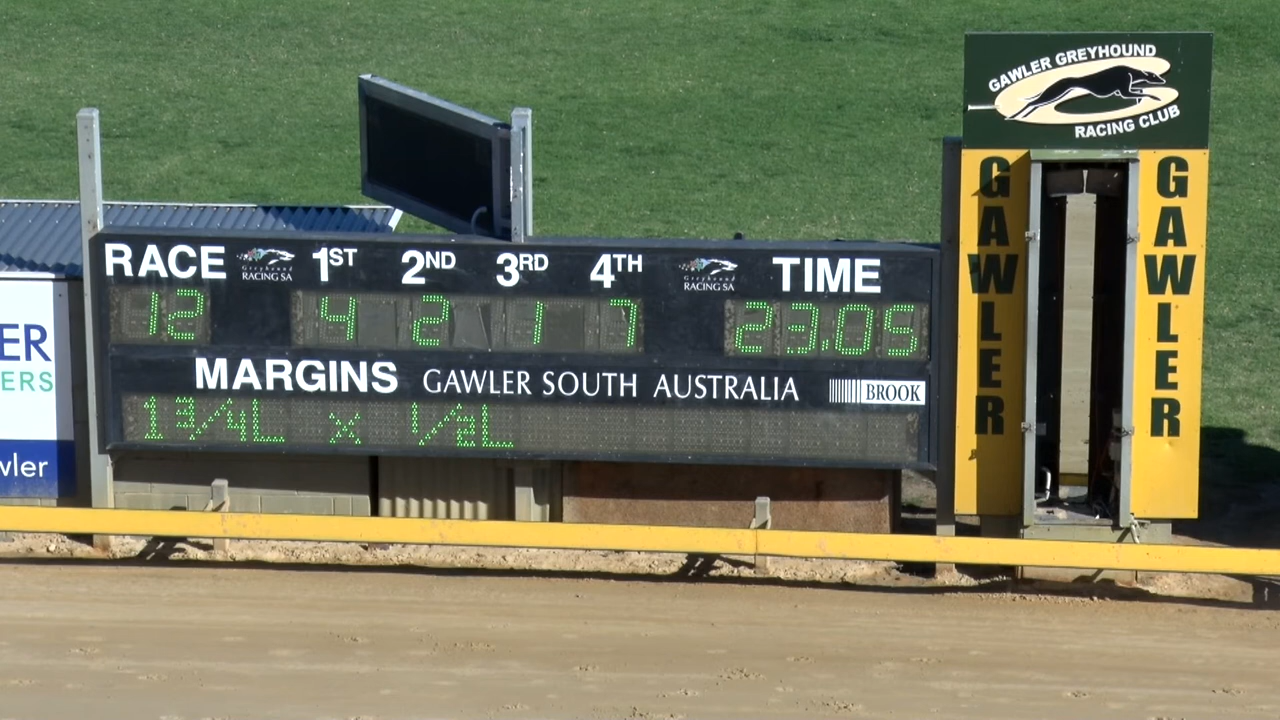 GAWLER GREYHOUND
RACING CLUB
GAWLER
GAWLER
RACE Greyhound RACING SA 1ST 2ND 3RD 4TH Greyhound RACING SA TIME
12 4 2 1 7 23.05
MARGINS GAWLER SOUTH AUSTRALIA BROOK
1 3/4L x 1/2L
ER
ERS
wler